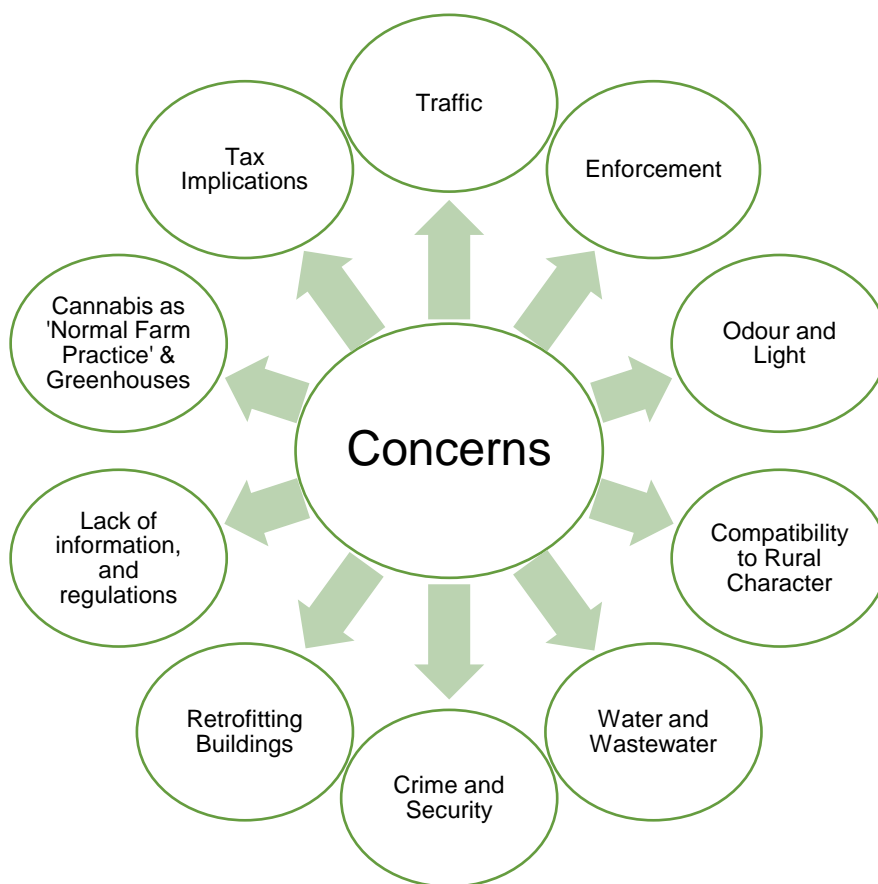 Traffic
Enforcement
Odour and
Light
Compatibility
to Rural
Character
Water and
Wastewater
Crime and
Security
Retrofitting
Buildings
Lack of
information,
and
regulations
Cannabis as
'Normal Farm
Practice' &
Greenhouses
Tax
Implications
Concerns